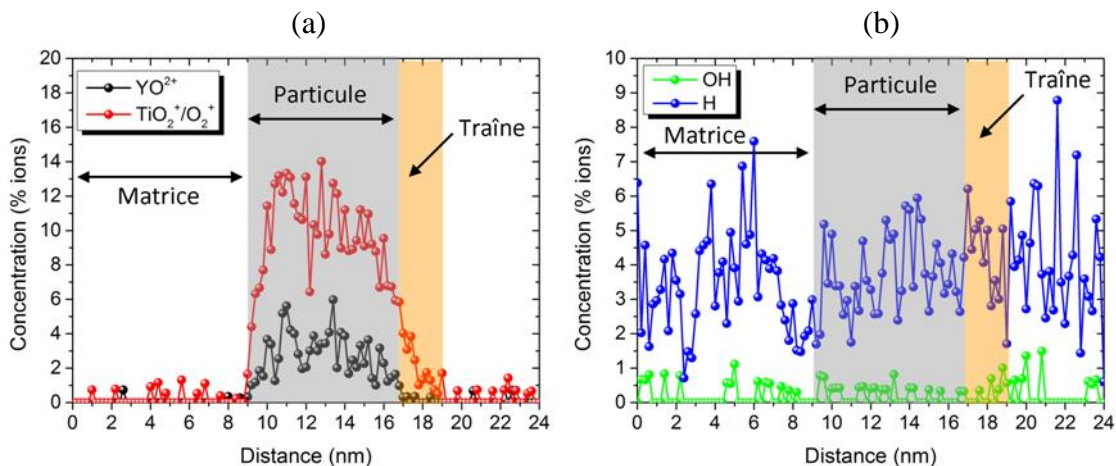 (a)
(b)
YO²⁺
TiO₂⁺/O₂⁺
Particule
Traîne
Matrice
Concentration (% ions)
20
18
16
14
12
10
8
6
4
2
0
0 2 4 6 8 10 12 14 16 18 20 22 24
Distance (nm)
OH
H
Particule
Traîne
Matrice
Concentration (% ions)
10
9
8
7
6
5
4
3
2
1
0
0 2 4 6 8 10 12 14 16 18 20 22 24
Distance (nm)